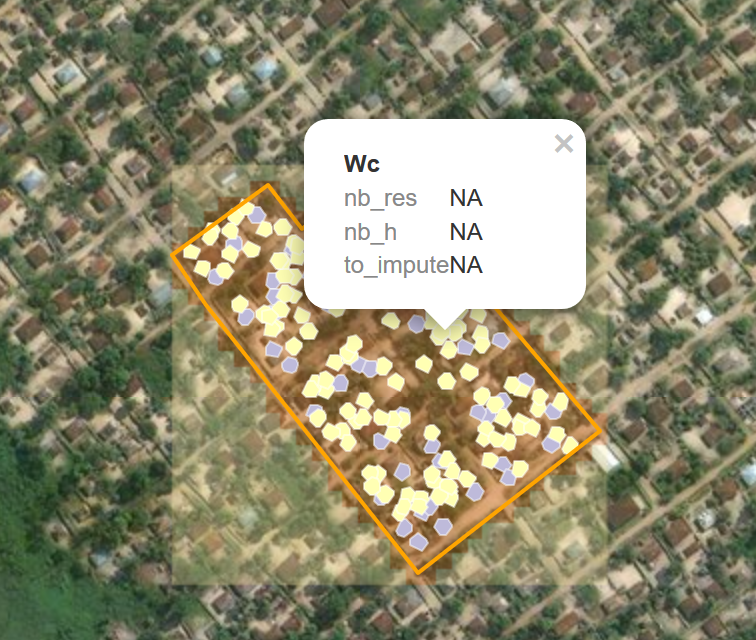 ×
Wc
nb_res NA
nb_h NA
to_imputeNA